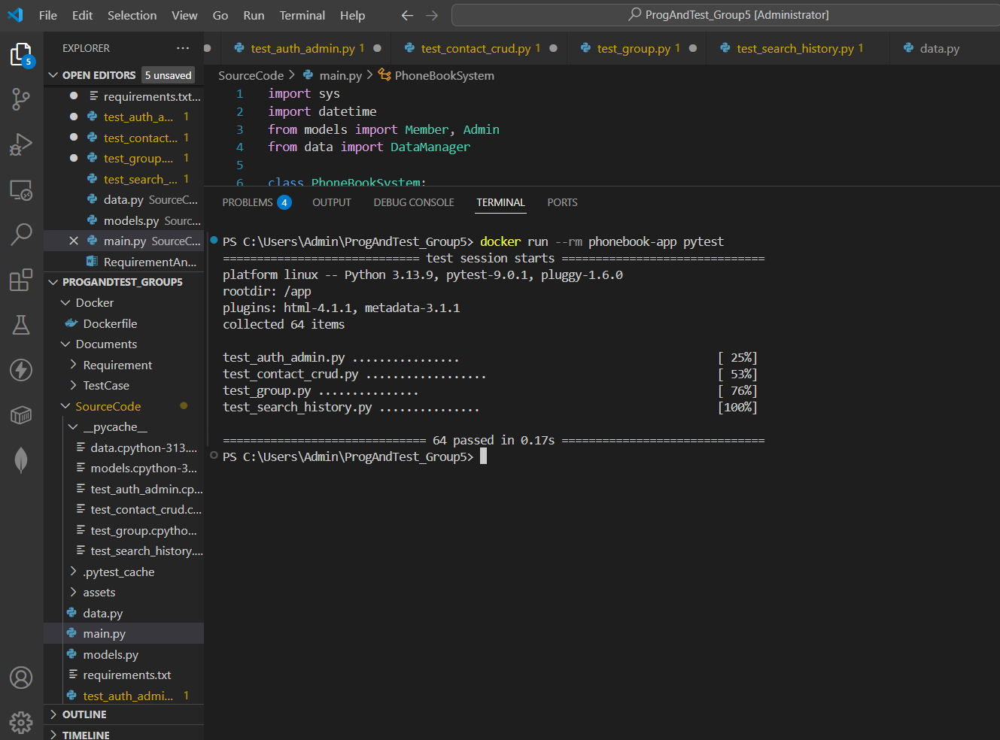 File Edit Selection View Go Run Terminal Help
ProgAndTest_Group5 [Administrator]
EXPLORER
test_auth_admin.py 1
test_contact_crud.py 1
test_group.py 1
test_search_history.py 1
data.py
5
OPEN EDITORS 5 unsaved
requirements.txt...
test_auth_a... 1
test_contact... 1
test_group.... 1
test_search_... 1
data.py SourceC...
models.py Sourc...
main.py SourceC...
RequirementAn...
PROGANDTEST_GROUP5
Docker
Dockerfile
Documents
Requirement
TestCase
SourceCode
__pycache__
data.cpython-313....
models.cpython-3...
test_auth_admin.cp...
test_contact_crud.c...
test_group.cpytho...
test_search_history....
.pytest_cache
assets
data.py
main.py
models.py
requirements.txt
test_auth_admi... 1
OUTLINE
TIMELINE
SourceCode > main.py > PhoneBookSystem
1 import sys
2 import datetime
3 from models import Member, Admin
4 from data import DataManager
5
6 class PhoneBookSystem:
PROBLEMS 4 OUTPUT DEBUG CONSOLE TERMINAL PORTS
PS C:\Users\Admin\ProgAndTest_Group5> docker run --rm phonebook-app pytest
============================= test session starts ==============================
platform linux -- Python 3.13.9, pytest-9.0.1, pluggy-1.6.0
rootdir: /app
plugins: html-4.1.1, metadata-3.1.1
collected 64 items
test_auth_admin.py ................ [ 25%]
test_contact_crud.py .................. [ 53%]
test_group.py ............... [ 76%]
test_search_history.py ............... [100%]
============================== 64 passed in 0.17s ==============================
PS C:\Users\Admin\ProgAndTest_Group5>